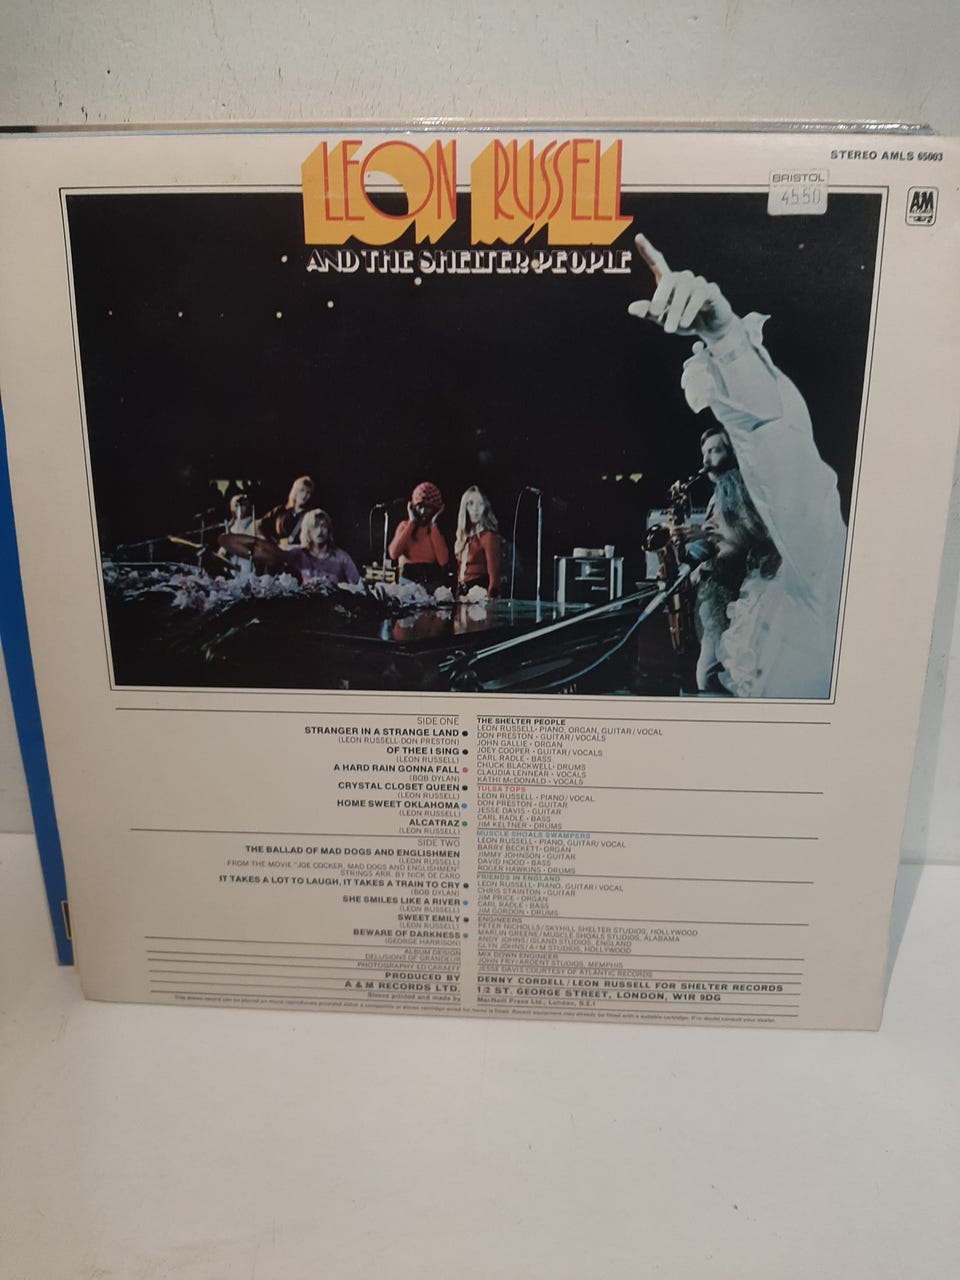 STEREO AMLS 65003
LEON RUSSELL
AND THE SHELTER PEOPLE
BRISTOL
4550
A&M
RECORDS
SIDE ONE
STRANGER IN A STRANGE LAND
(LEON RUSSELL-DON PRESTON)
OF THEE I SING
(LEON RUSSELL)
A HARD RAIN GONNA FALL
(BOB DYLAN)
CRYSTAL CLOSET QUEEN
(LEON RUSSELL)
HOME SWEET OKLAHOMA
(LEON RUSSELL)
ALCATRAZ
(LEON RUSSELL)
SIDE TWO
THE BALLAD OF MAD DOGS AND ENGLISHMEN
(LEON RUSSELL)
FROM THE MOVIE "JOE COCKER, MAD DOGS AND ENGLISHMEN"
STRINGS ARR. BY NICK DE CARO
IT TAKES A LOT TO LAUGH, IT TAKES A TRAIN TO CRY
(BOB DYLAN)
SHE SMILES LIKE A RIVER
(LEON RUSSELL)
SWEET EMILY
(LEON RUSSELL)
BEWARE OF DARKNESS
(GEORGE HARRISON)
ALBUM DESIGN
DELUSIONS OF GRANDEUR
PHOTOGRAPHY ED CARAEFF
PRODUCED BY
A & M RECORDS LTD.
Sleeve printed and made by
THE SHELTER PEOPLE
LEON RUSSELL - PIANO, ORGAN, GUITAR/VOCAL
DON PRESTON - GUITAR/VOCALS
JOHN GALLIE - ORGAN
JOEY COOPER - GUITAR/VOCALS
CARL RADLE - BASS
CHUCK BLACKWELL - DRUMS
CLAUDIA LENNEAR - VOCALS
KATHI McDONALD - VOCALS
TULSA TOPS
LEON RUSSELL - PIANO/VOCAL
DON PRESTON - GUITAR
JESSE DAVIS - GUITAR
CARL RADLE - BASS
JIM KELTNER - DRUMS
MUSCLE SHOALS SWAMPERS
LEON RUSSELL - PIANO, GUITAR/VOCAL
BARRY BECKETT - ORGAN
JIMMY JOHNSON - GUITAR
DAVID HOOD - BASS
ROGER HAWKINS - DRUMS
FRIENDS IN ENGLAND
LEON RUSSELL - PIANO, GUITAR/VOCAL
CHRIS STAINTON - GUITAR
JIM PRICE - ORGAN
CARL RADLE - BASS
JIM GORDON - DRUMS
ENGINEERS
PETER NICHOLLS/SKYHILL SHELTER STUDIOS, HOLLYWOOD
MARLIN GREENE/MUSCLE SHOALS STUDIOS, ALABAMA
ANDY JOHNS/ISLAND STUDIOS, ENGLAND
GLYN JOHNS/A+M STUDIOS, HOLLYWOOD
MIX DOWN ENGINEER
JOHN FRY/ARDENT STUDIOS, MEMPHIS
JESSE DAVIS COURTESY OF ATLANTIC RECORDS
DENNY CORDELL/LEON RUSSELL FOR SHELTER RECORDS
1/2 ST. GEORGE STREET, LONDON, W1R 9DG
MacNeill Press Ltd., London, S.E.1